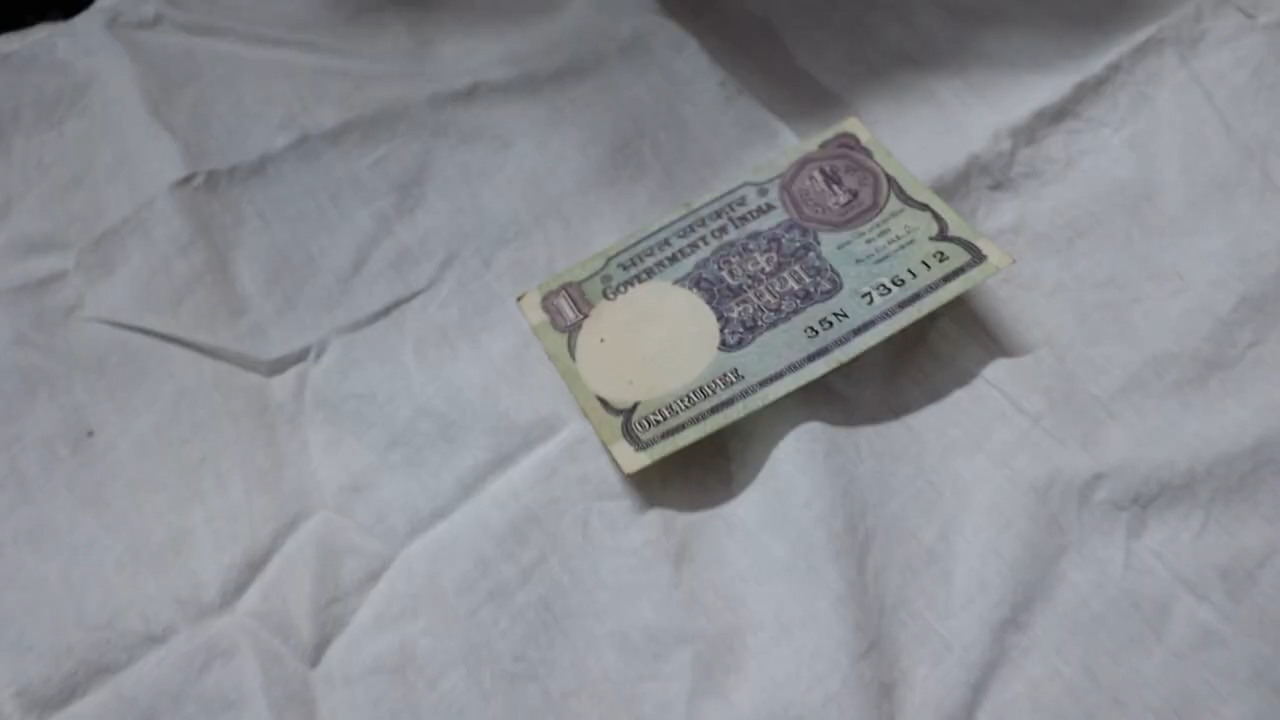 भारत सरकार
GOVERNMENT OF INDIA
1
एक
रुपया
35N 736112
ONE RUPEE